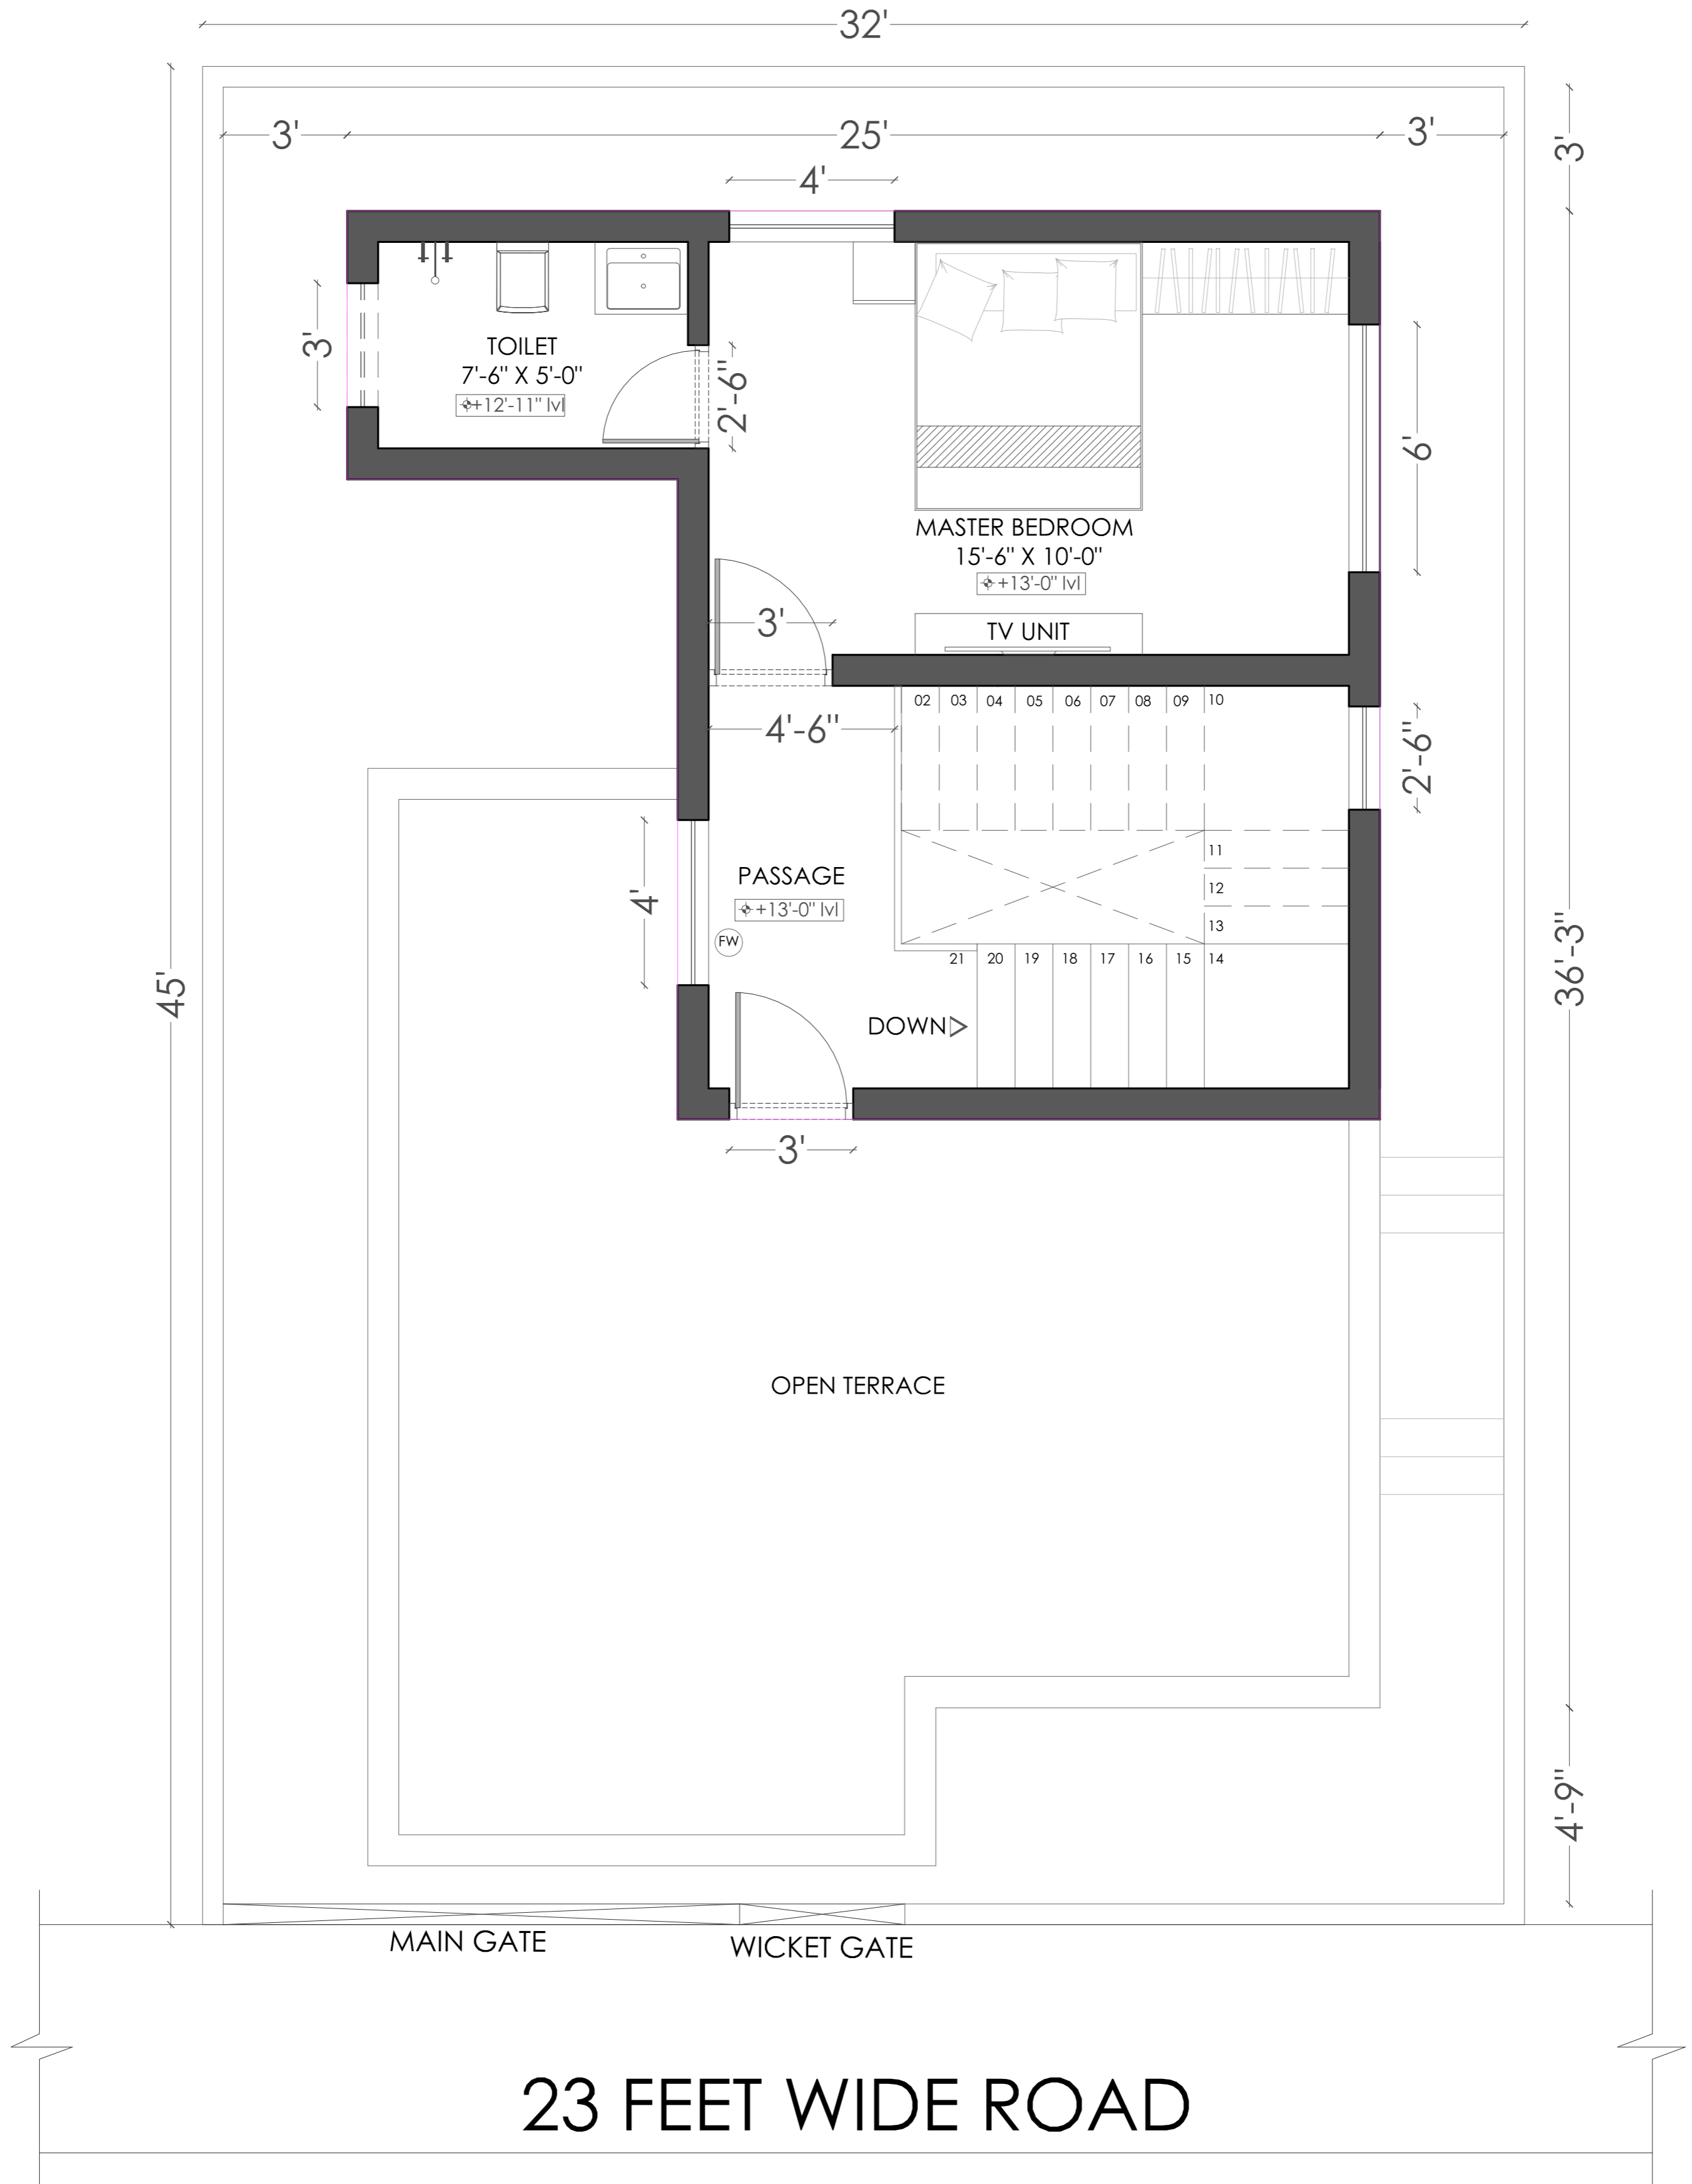 32'
3'
25'
3'
3'
4'
3'
TOILET
7'-6" X 5'-0"
+12'-11" lvl
2'-6"
6'
MASTER BEDROOM
15'-6" X 10'-0"
+13'-0" lvl
3'
TV UNIT
02 03 04 05 06 07 08 09 10
4'-6"
2'-6"
11
PASSAGE
12
4'
+13'-0" lvl
13
FW
21 20 19 18 17 16 15 14
45'
36'-3"
DOWN
3'
OPEN TERRACE
4'-9"
MAIN GATE
WICKET GATE
23 FEET WIDE ROAD